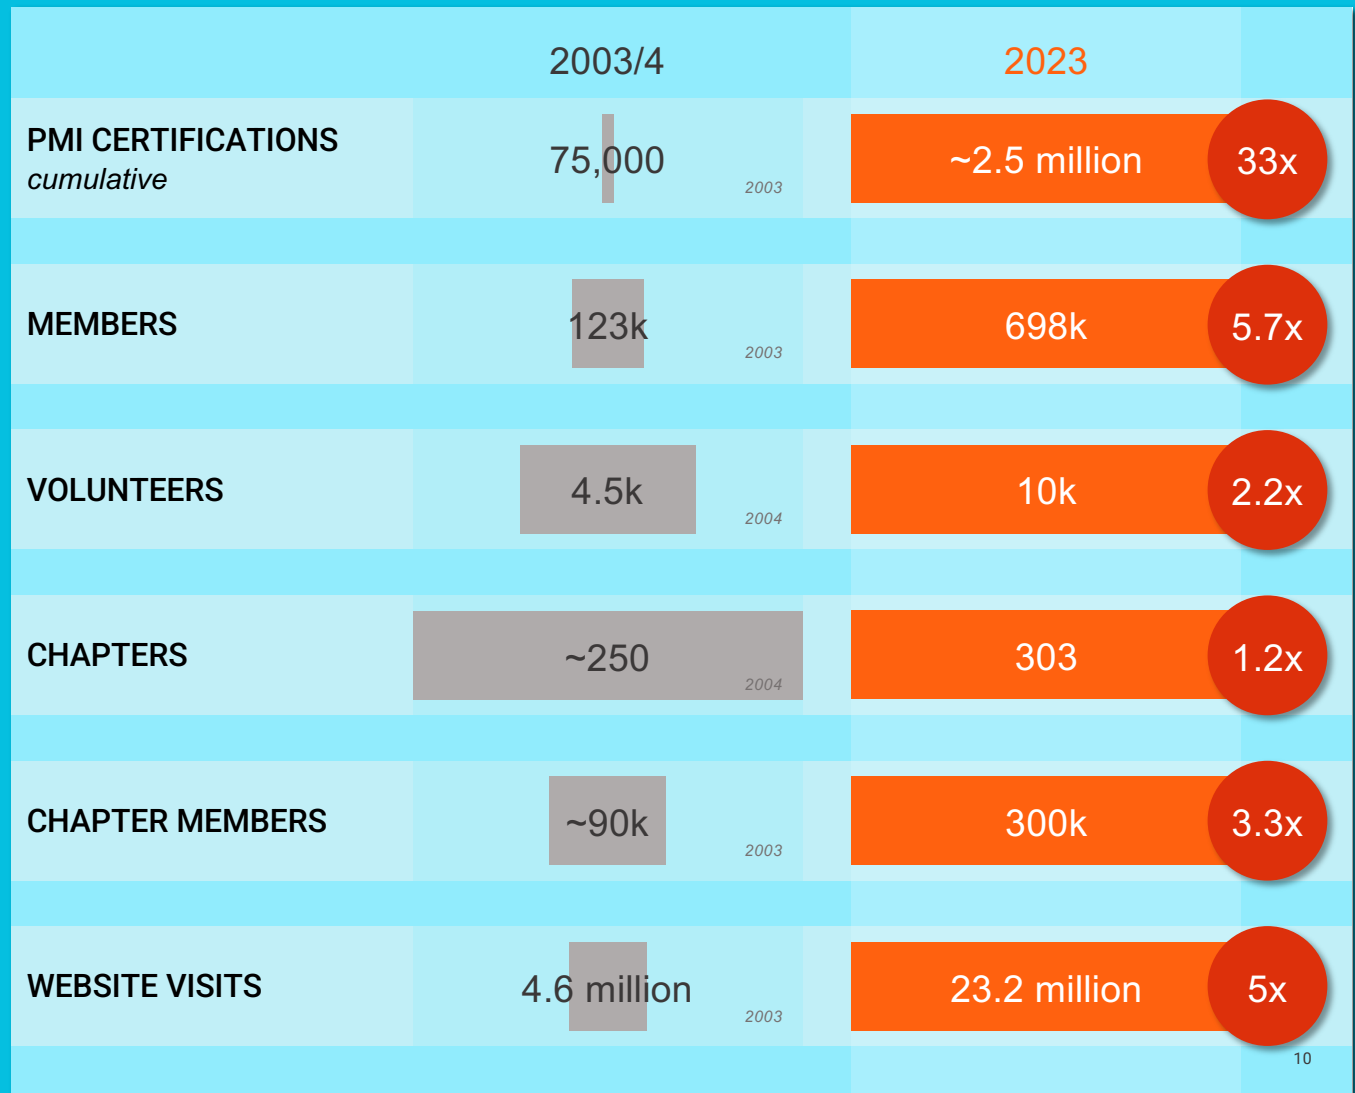 2003/4 2023
PMI CERTIFICATIONS
cumulative
75,000
2003
~2.5 million
33x
MEMBERS
123k
2003
698k
5.7x
VOLUNTEERS
4.5k
2004
10k
2.2x
CHAPTERS
~250
2004
303
1.2x
CHAPTER MEMBERS
~90k
2003
300k
3.3x
WEBSITE VISITS
4.6 million
2003
23.2 million
5x
10